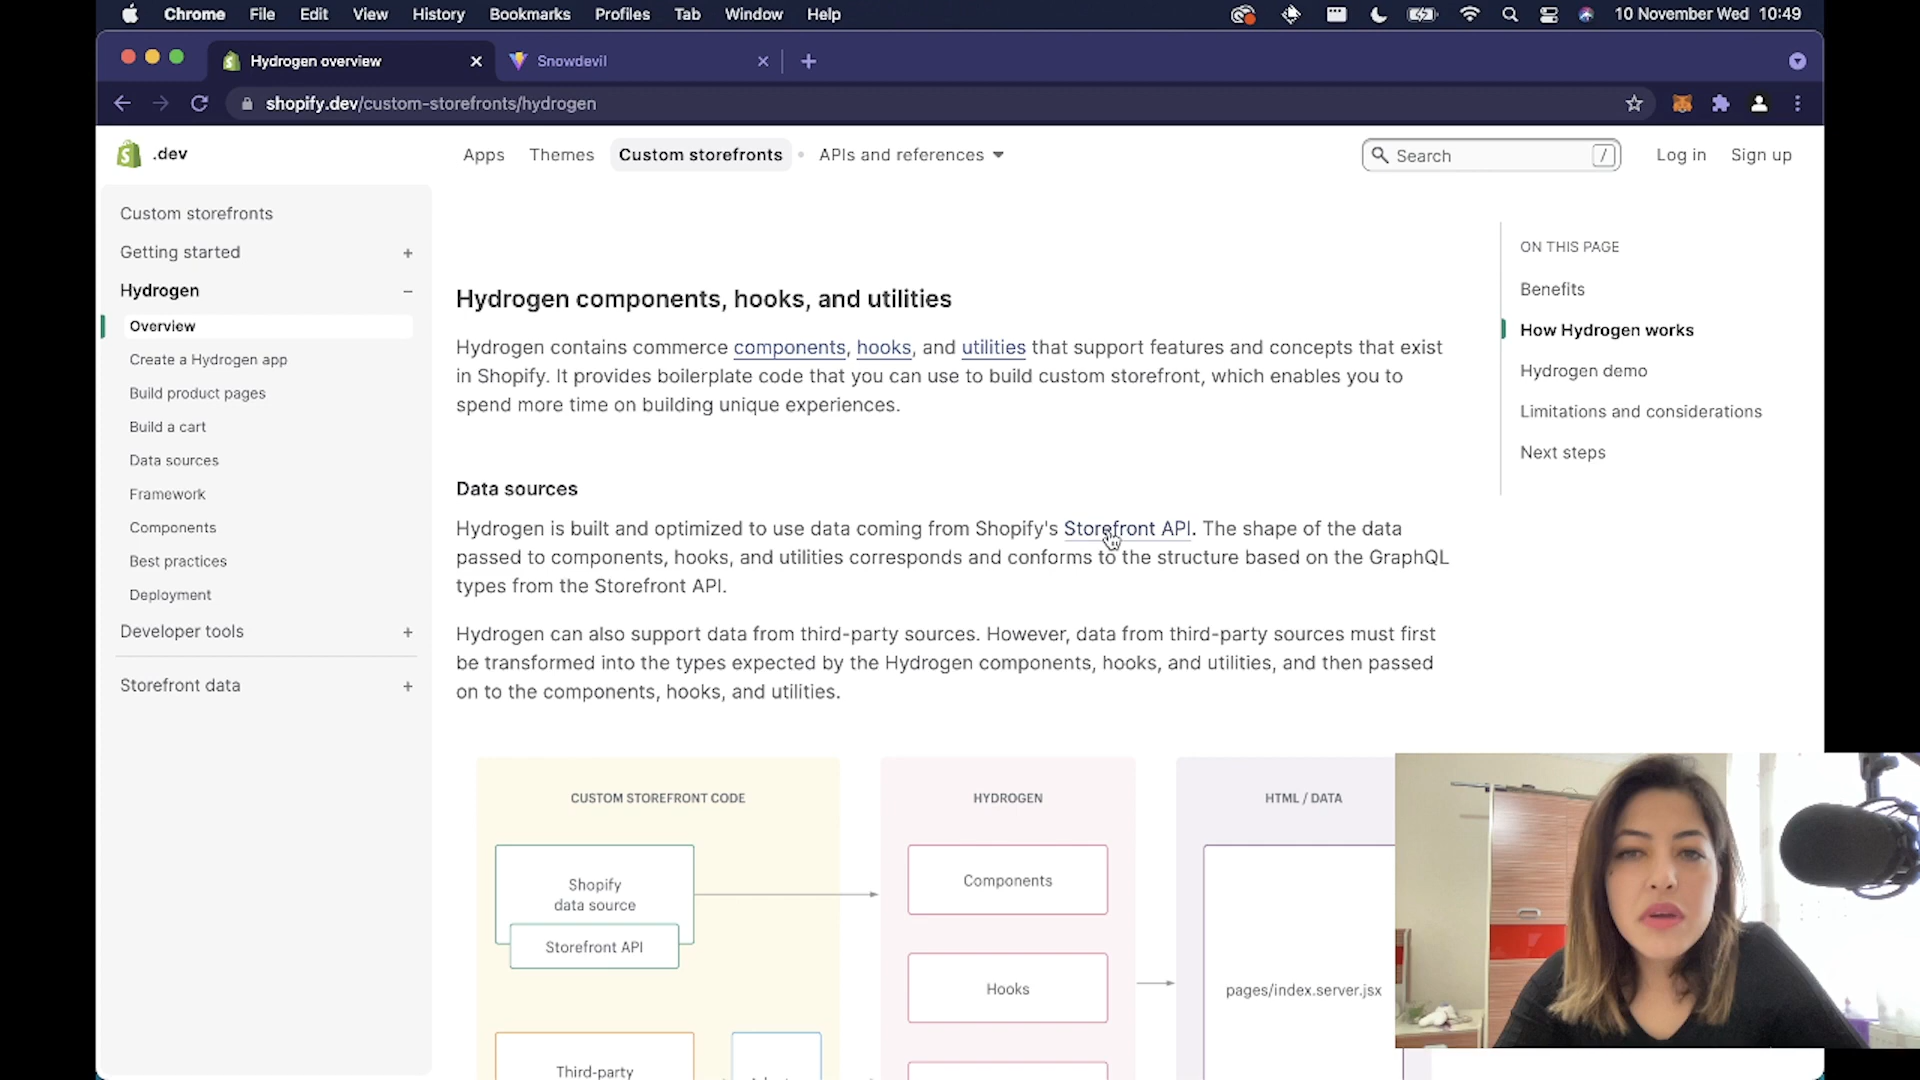 Chrome File Edit View History Bookmarks Profiles Tab Window Help 10 November Wed 10:49
Hydrogen overview
Snowdevil
shopify.dev/custom-storefronts/hydrogen
.dev
Apps Themes Custom storefronts APIs and references
Search /
Log in Sign up
Custom storefronts
Getting started +
Hydrogen −
Overview
Create a Hydrogen app
Build product pages
Build a cart
Data sources
Framework
Components
Best practices
Deployment
Developer tools +
Storefront data +
Hydrogen components, hooks, and utilities
Hydrogen contains commerce components, hooks, and utilities that support features and concepts that exist
in Shopify. It provides boilerplate code that you can use to build custom storefront, which enables you to
spend more time on building unique experiences.
Data sources
Hydrogen is built and optimized to use data coming from Shopify's Storefront API. The shape of the data
passed to components, hooks, and utilities corresponds and conforms to the structure based on the GraphQL
types from the Storefront API.
Hydrogen can also support data from third-party sources. However, data from third-party sources must first
be transformed into the types expected by the Hydrogen components, hooks, and utilities, and then passed
on to the components, hooks, and utilities.
CUSTOM STOREFRONT CODE
Shopify
data source
Storefront API
Third-party
HYDROGEN
Components
Hooks
HTML / DATA
pages/index.server.jsx
ON THIS PAGE
Benefits
How Hydrogen works
Hydrogen demo
Limitations and considerations
Next steps